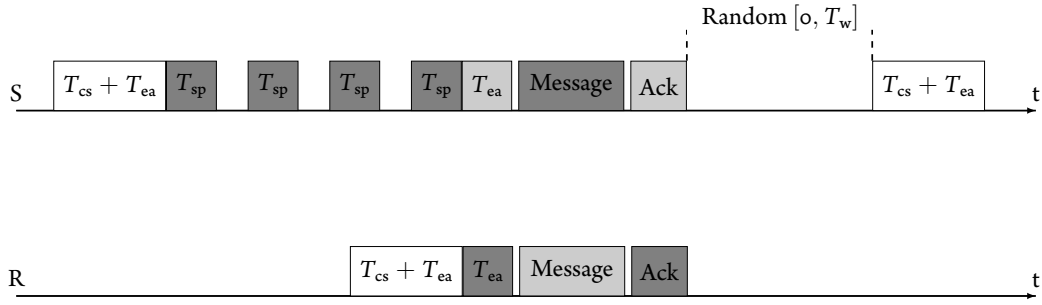 Random [0, T_w]
S T_cs + T_ea T_sp T_sp T_sp T_sp T_ea Message Ack T_cs + T_ea t
R T_cs + T_ea T_ea Message Ack t